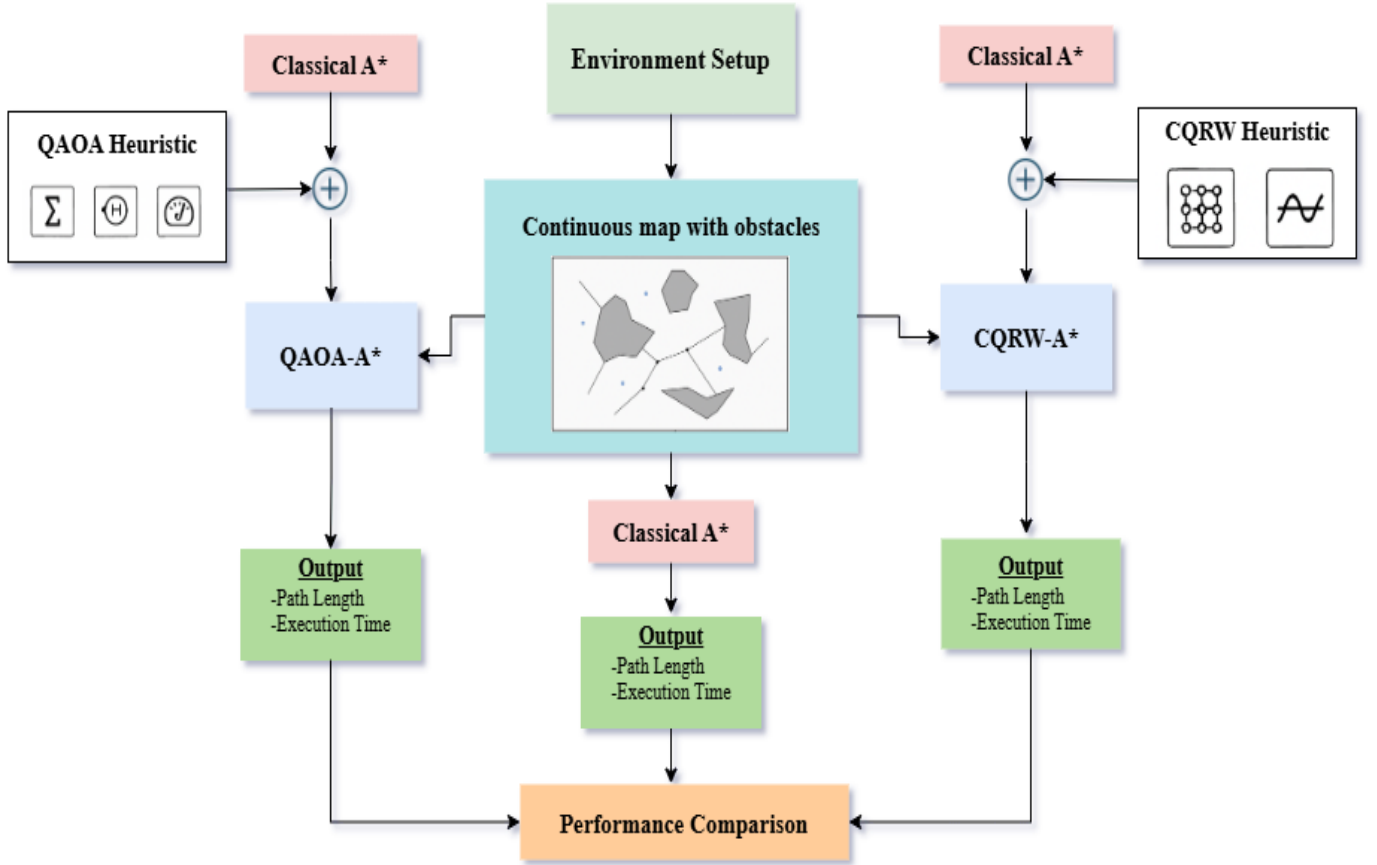 Classical A*
Environment Setup
Classical A*
QAOA Heuristic
Σ
H
CQRW Heuristic
Continuous map with obstacles
QAOA-A*
CQRW-A*
Classical A*
Output
-Path Length
-Execution Time
Output
-Path Length
-Execution Time
Output
-Path Length
-Execution Time
Performance Comparison